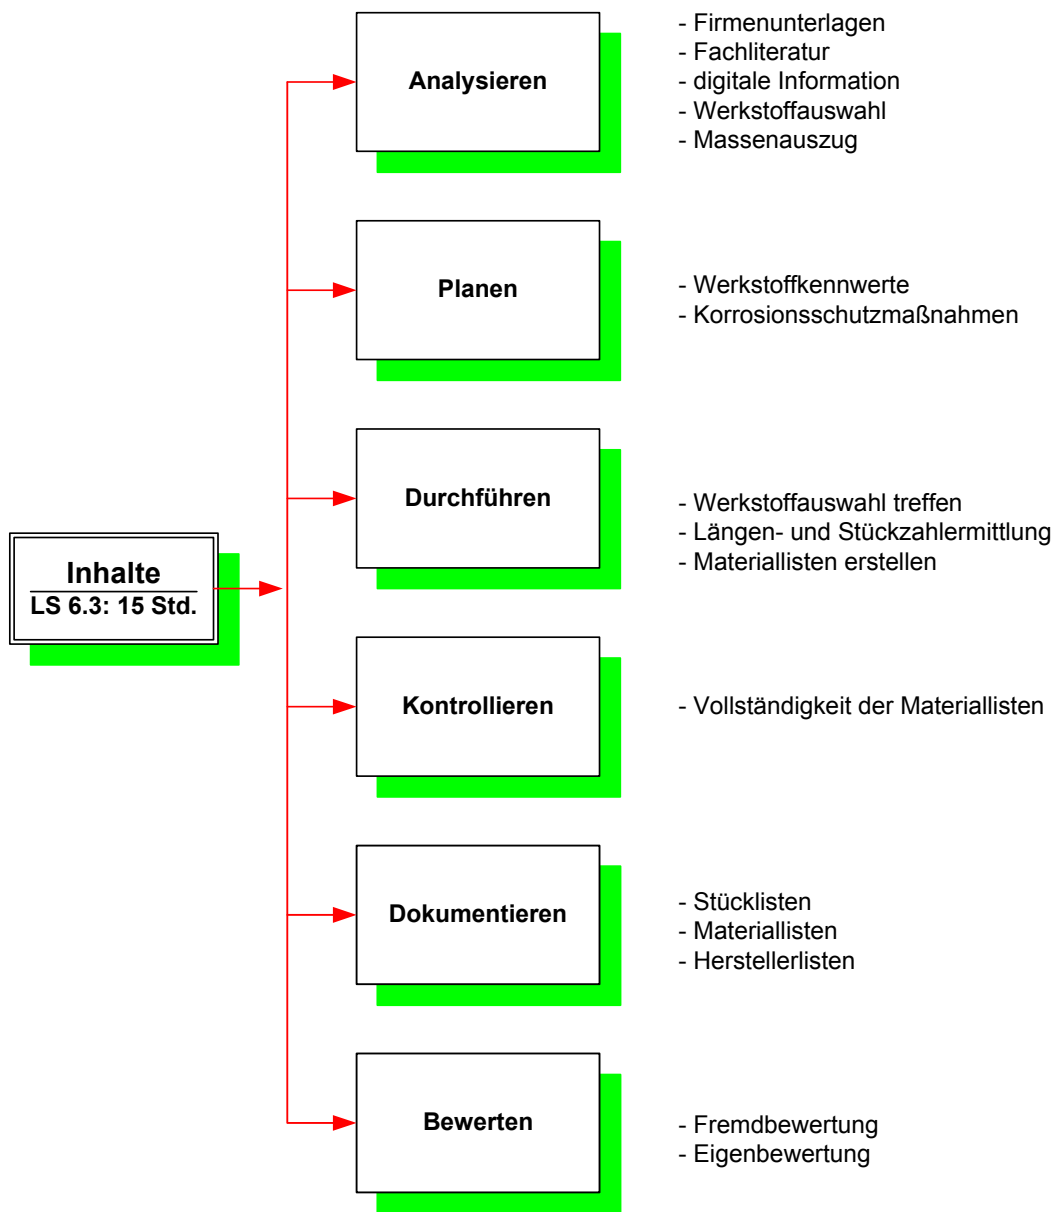 Analysieren
- Firmenunterlagen
- Fachliteratur
- digitale Information
- Werkstoffauswahl
- Massenauszug
Planen
- Werkstoffkennwerte
- Korrosionsschutzmaßnahmen
Durchführen
- Werkstoffauswahl treffen
- Längen- und Stückzahlermittlung
- Materiallisten erstellen
Inhalte
LS 6.3: 15 Std.
Kontrollieren
- Vollständigkeit der Materiallisten
Dokumentieren
- Stücklisten
- Materiallisten
- Herstellerlisten
Bewerten
- Fremdbewertung
- Eigenbewertung